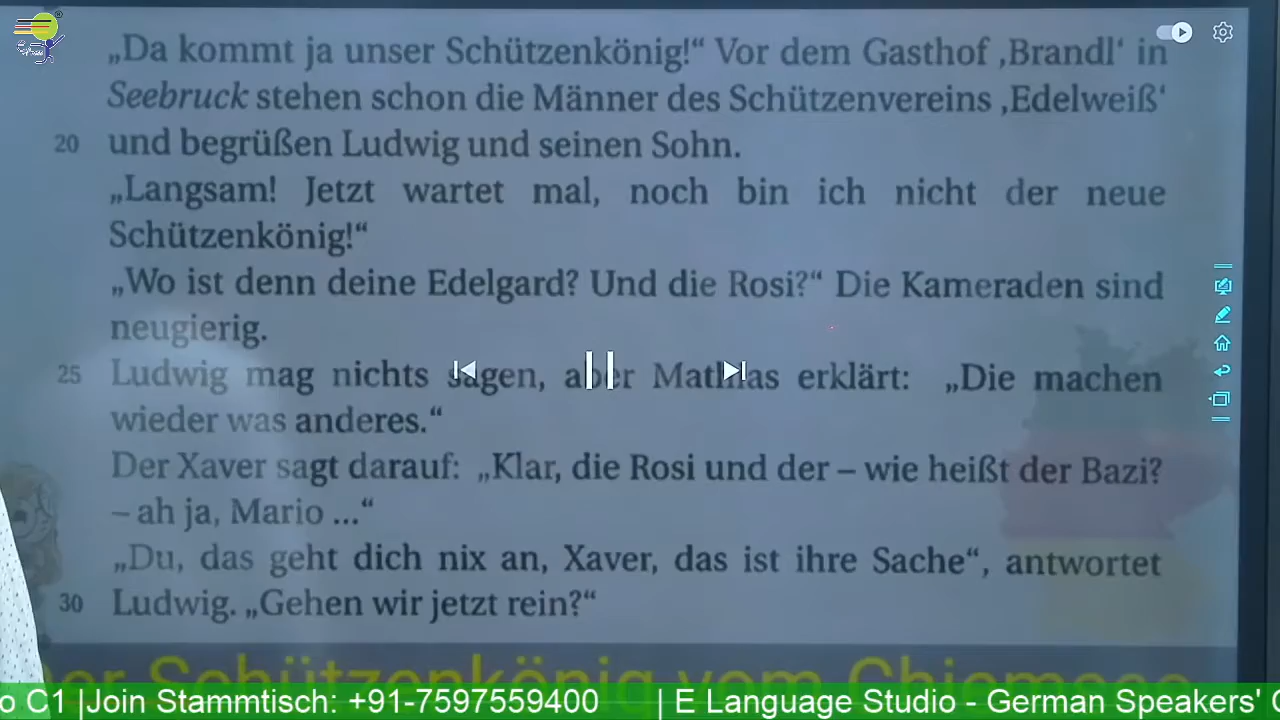 „Da kommt ja unser Schützenkönig!“ Vor dem Gasthof ‚Brandl‘ in
Seebruck stehen schon die Männer des Schützenvereins ‚Edelweiß‘
20 und begrüßen Ludwig und seinen Sohn.
„Langsam! Jetzt wartet mal, noch bin ich nicht der neue
Schützenkönig!“
„Wo ist denn deine Edelgard? Und die Rosi?“ Die Kameraden sind
neugierig.
25 Ludwig mag nichts sagen, aber Mathias erklärt: „Die machen
wieder was anderes.“
Der Xaver sagt darauf: „Klar, die Rosi und der – wie heißt der Bazi?
– ah ja, Mario ...“
„Du, das geht dich nix an, Xaver, das ist ihre Sache“, antwortet
30 Ludwig. „Gehen wir jetzt rein?“
Der Schützenkönig vom Chiemsee
o C1 |Join Stammtisch: +91-7597559400 | E Language Studio - German Speakers'